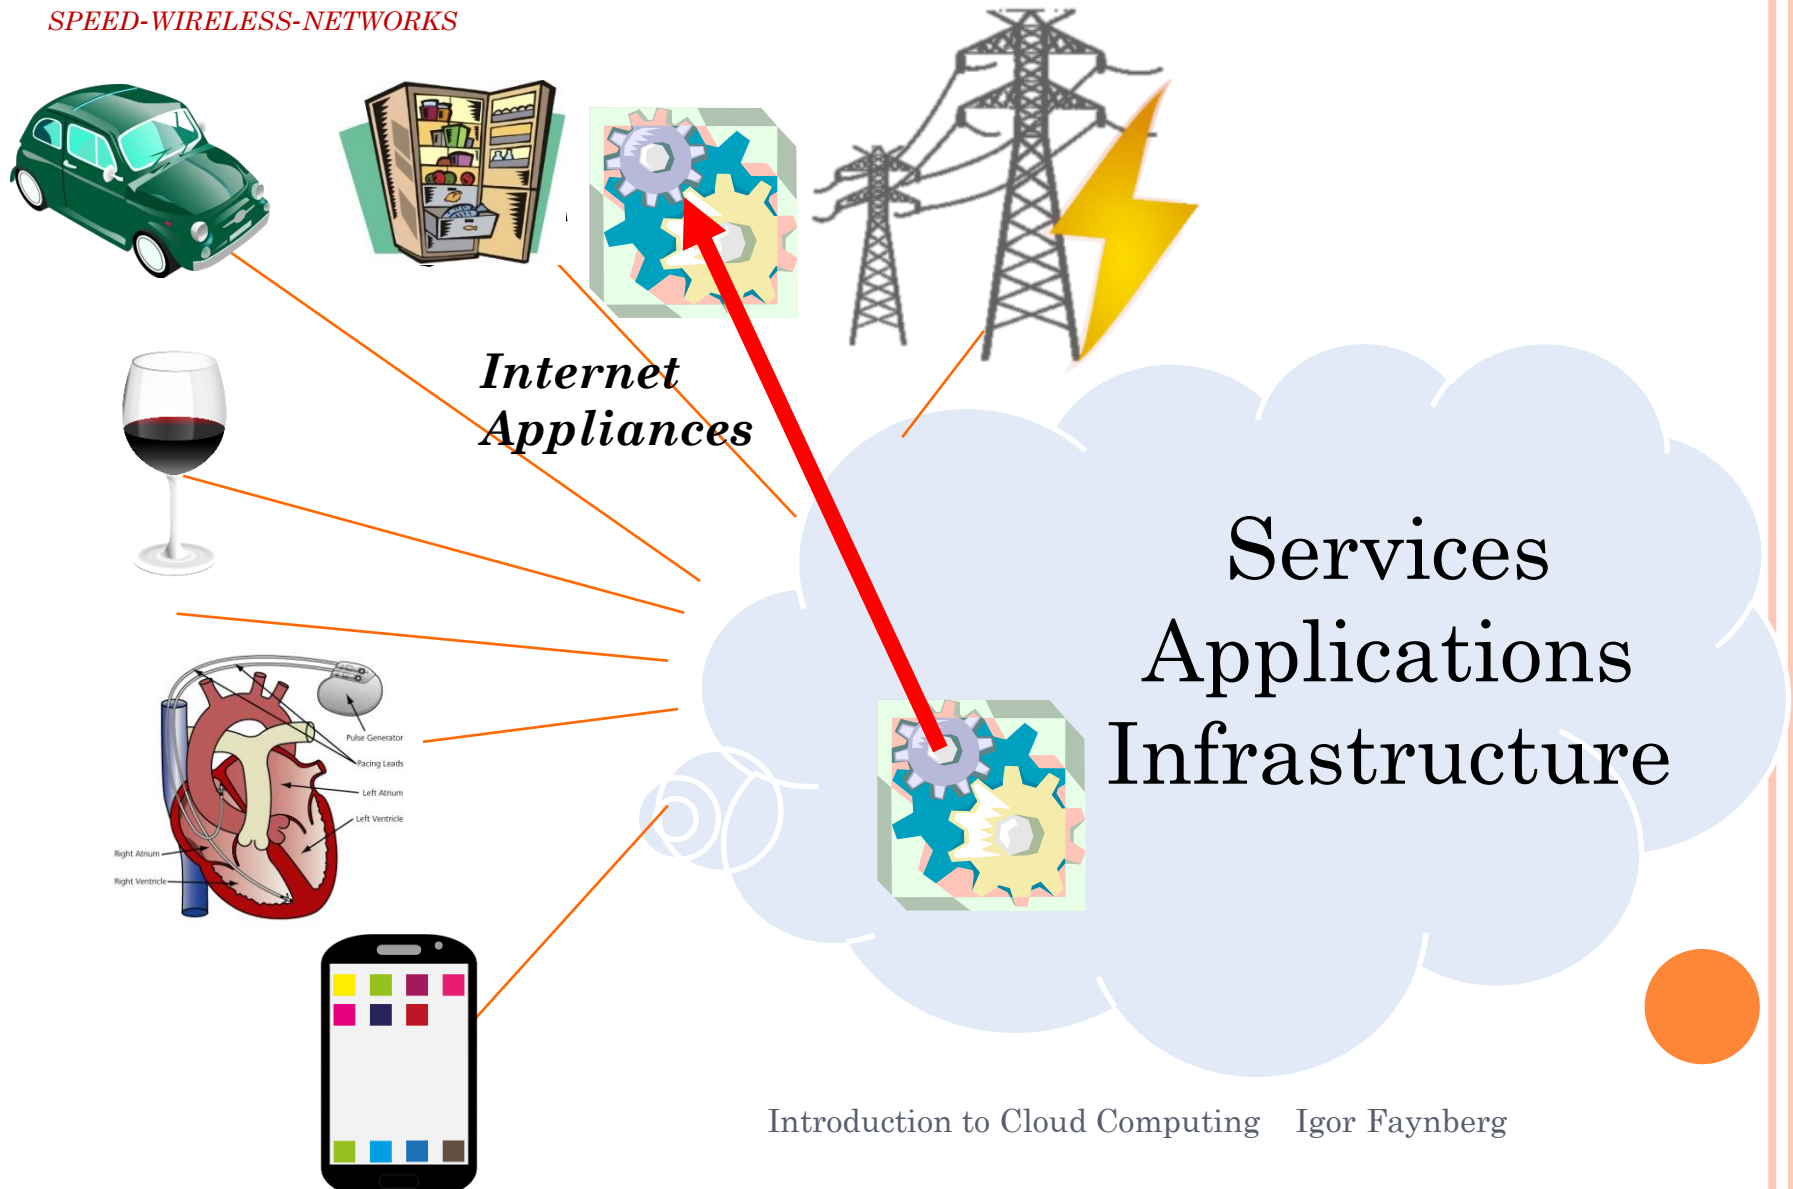 SPEED-WIRELESS-NETWORKS
Internet
Appliances
Services
Applications
Infrastructure
Pulse Generator
Pacing Leads
Left Atrium
Left Ventricle
Right Atrium
Right Ventricle
Introduction to Cloud Computing Igor Faynberg